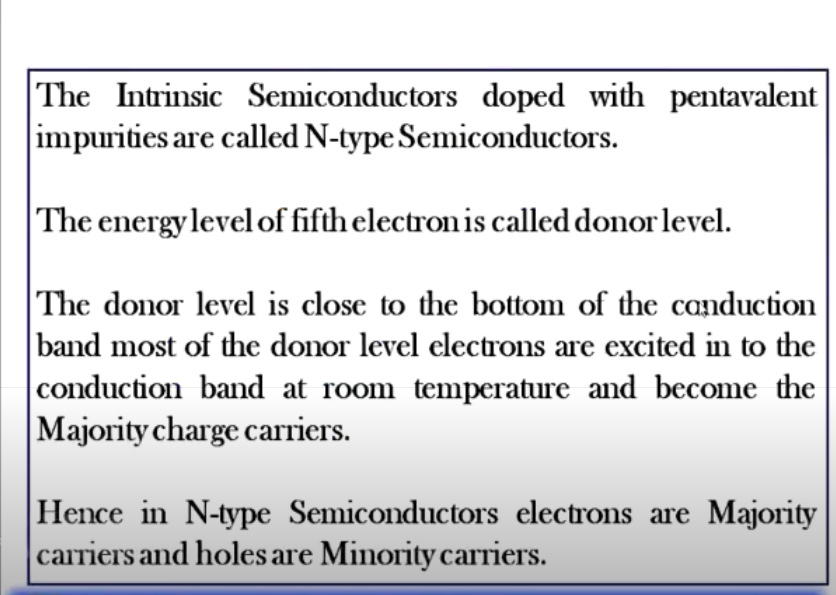 The Intrinsic Semiconductors doped with pentavalent
impurities are called N-type Semiconductors.
The energy level of fifth electron is called donor level.
The donor level is close to the bottom of the conduction
band most of the donor level electrons are excited in to the
conduction band at room temperature and become the
Majority charge carriers.
Hence in N-type Semiconductors electrons are Majority
carriers and holes are Minority carriers.